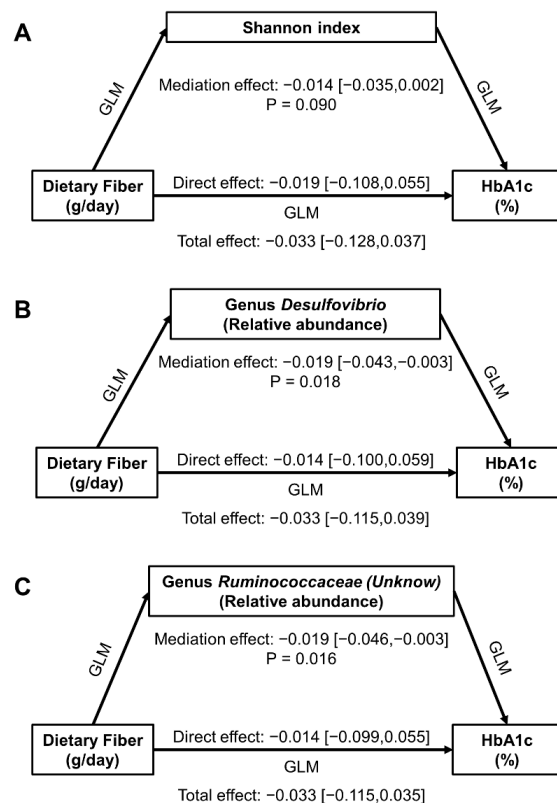 A
Shannon index
GLM
GLM
Mediation effect: −0.014 [−0.035,0.002]
P = 0.090
Dietary Fiber
(g/day)
Direct effect: −0.019 [−0.108,0.055]
GLM
HbA1c
(%)
Total effect: −0.033 [−0.128,0.037]
B
Genus Desulfovibrio
(Relative abundance)
GLM
GLM
Mediation effect: −0.019 [−0.043,−0.003]
P = 0.018
Dietary Fiber
(g/day)
Direct effect: −0.014 [−0.100,0.059]
GLM
HbA1c
(%)
Total effect: −0.033 [−0.115,0.039]
C
Genus Ruminococcaceae (Unknow)
(Relative abundance)
GLM
GLM
Mediation effect: −0.019 [−0.046,−0.003]
P = 0.016
Dietary Fiber
(g/day)
Direct effect: −0.014 [−0.099,0.055]
GLM
HbA1c
(%)
Total effect: −0.033 [−0.115,0.035]